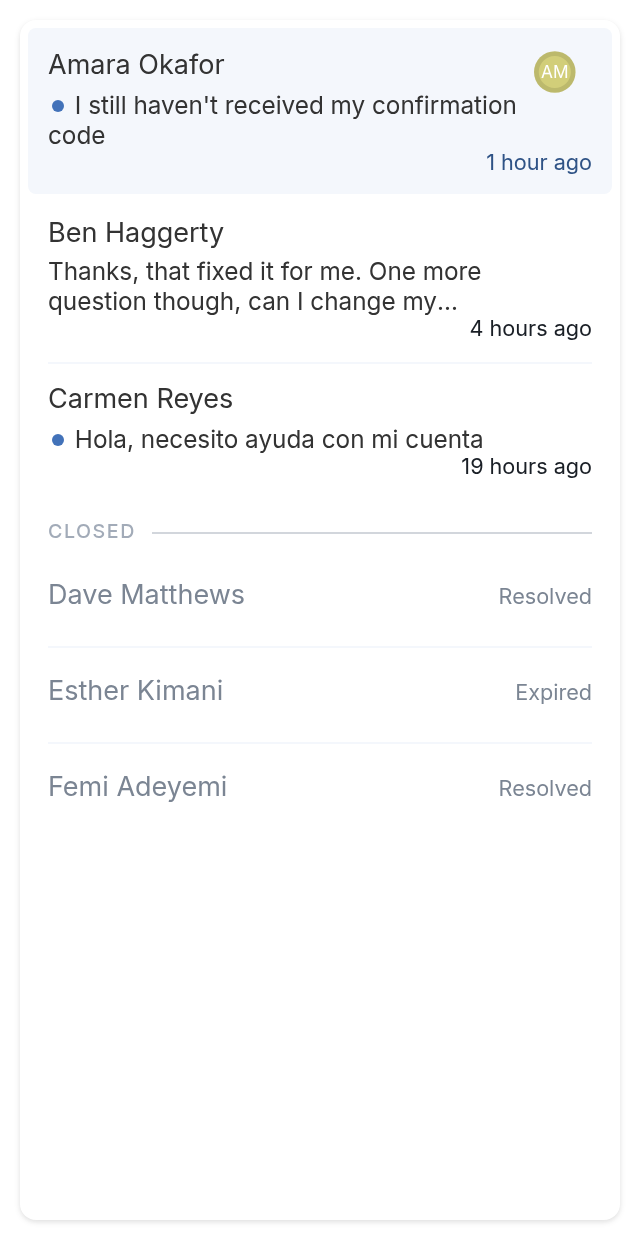 Amara Okafor
AM
I still haven't received my confirmation
code
1 hour ago
Ben Haggerty
Thanks, that fixed it for me. One more
question though, can I change my...
4 hours ago
Carmen Reyes
Hola, necesito ayuda con mi cuenta
19 hours ago
CLOSED
Dave Matthews
Resolved
Esther Kimani
Expired
Femi Adeyemi
Resolved